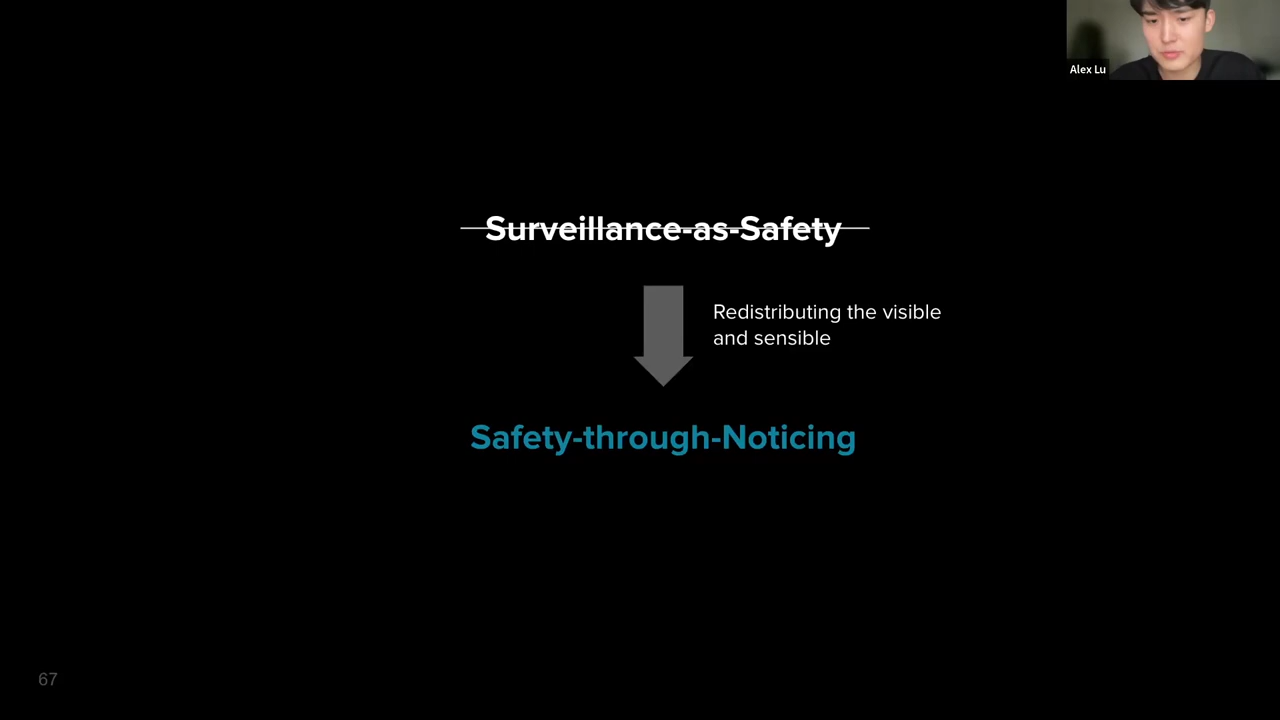 Alex Lu
Surveillance-as-Safety
Redistributing the visible
and sensible
Safety-through-Noticing
67